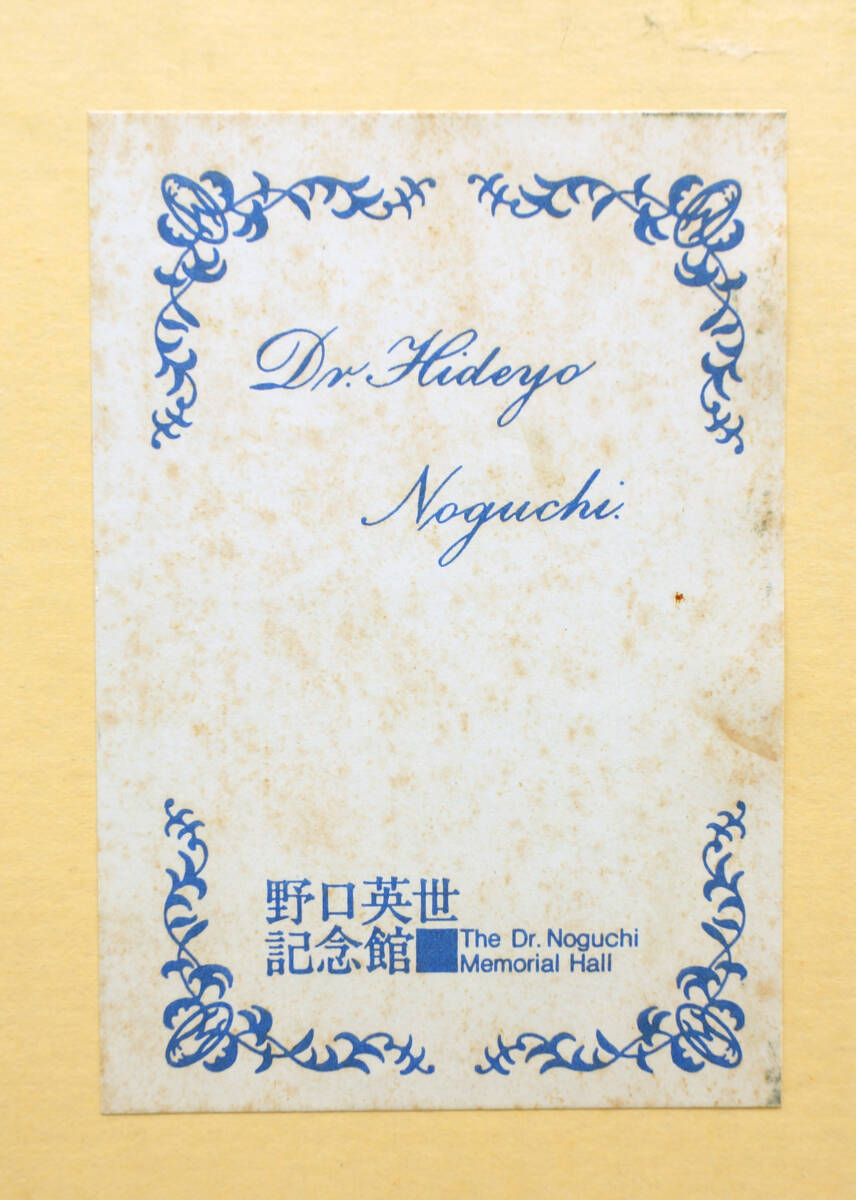 Dr. Hideyo
Noguchi.
野口英世
記念館■The Dr. Noguchi
Memorial Hall